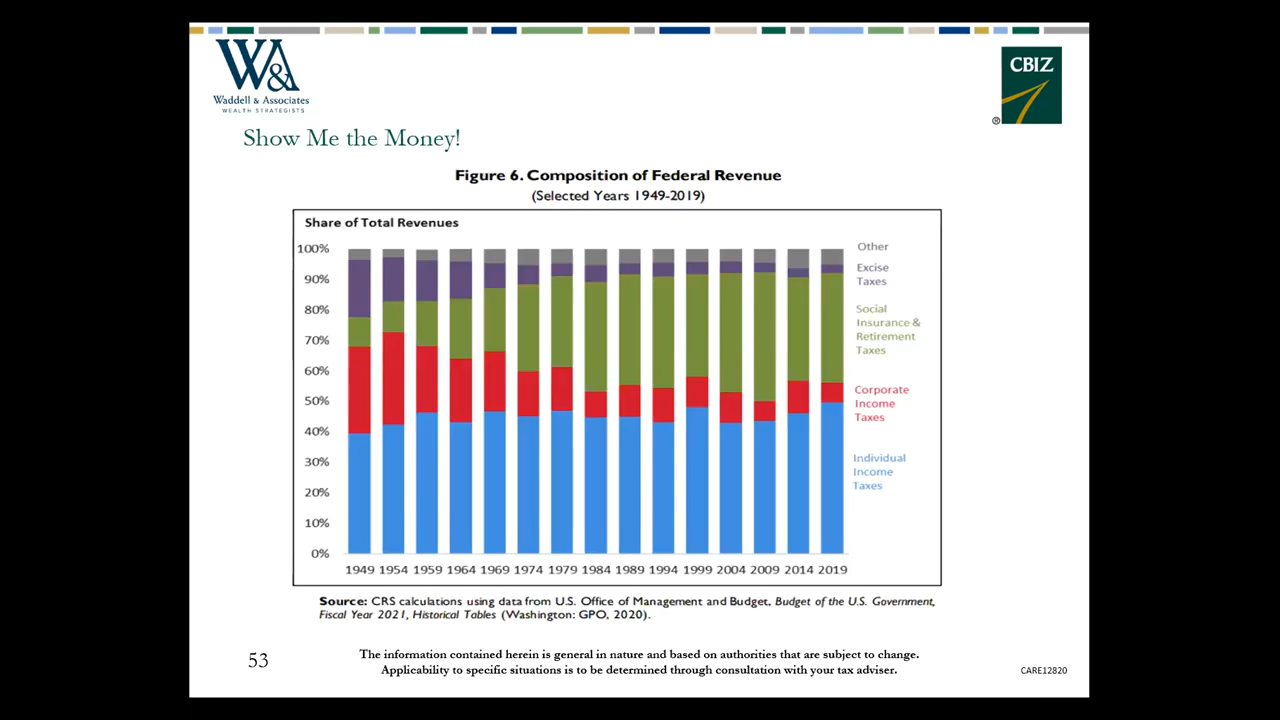 W&A
Waddell & Associates
WEALTH STRATEGISTS
CBIZ
®
Show Me the Money!
Figure 6. Composition of Federal Revenue
(Selected Years 1949-2019)
Share of Total Revenues
100%
90%
80%
70%
60%
50%
40%
30%
20%
10%
0%
1949 1954 1959 1964 1969 1974 1979 1984 1989 1994 1999 2004 2009 2014 2019
Other
Excise
Taxes
Social
Insurance &
Retirement
Taxes
Corporate
Income
Taxes
Individual
Income
Taxes
Source: CRS calculations using data from U.S. Office of Management and Budget, Budget of the U.S. Government,
Fiscal Year 2021, Historical Tables (Washington: GPO, 2020).
53
The information contained herein is general in nature and based on authorities that are subject to change.
Applicability to specific situations is to be determined through consultation with your tax adviser.
CARE12820